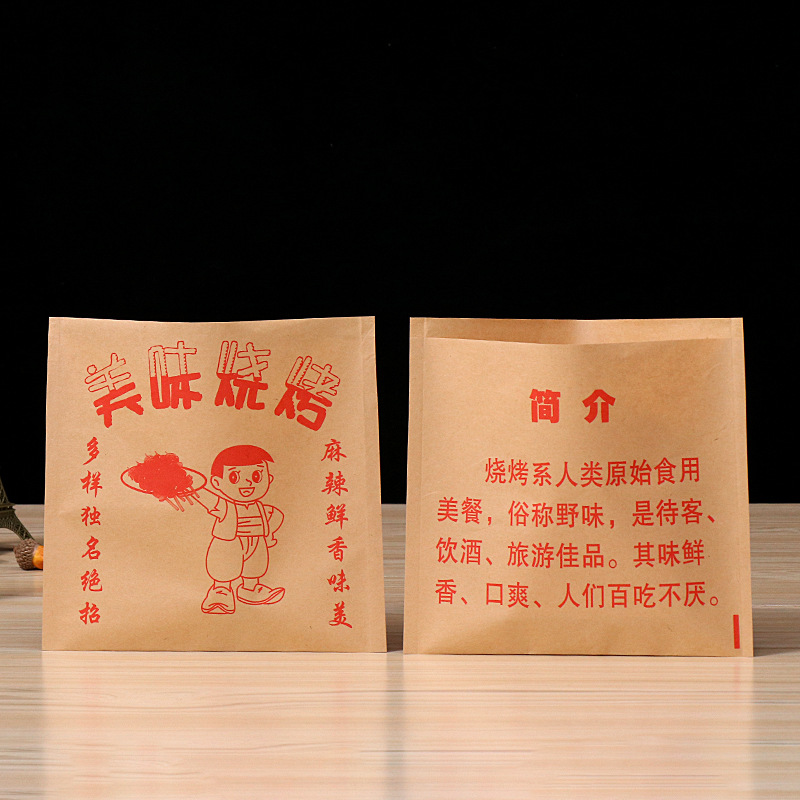 美味烧烤
多样独名绝招
麻辣鲜香味美
简介
烧烤系人类原始食用
美餐，俗称野味，是待客、
饮酒、旅游佳品。其味鲜
香、口爽、人们百吃不厌。